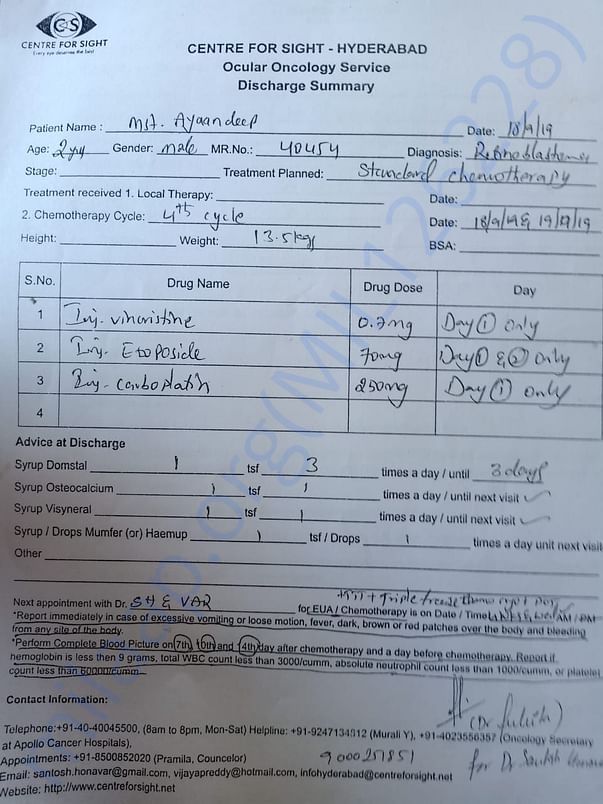 CFS
CENTRE FOR SIGHT
Every eye deserves the best
CENTRE FOR SIGHT - HYDERABAD
Ocular Oncology Service
Discharge Summary
Patient Name : Mst. Ayaandeep Date: 18/9/19
Age: 2yrs Gender: male MR.No.: 40454 Diagnosis: Retinoblastoma
Stage: Treatment Planned: Standard chemotherapy
Treatment received 1. Local Therapy: Date:
2. Chemotherapy Cycle: 4th cycle Date: 18/9/19 &
Height: Weight: 13.5kgs BSA:
S.No. Drug Name Drug Dose Day
1 Inj. vincristine 0.7mg Day ① only
2 Inj. Etoposide 70mg Day ① & ② only
3 Inj. carboplatin 250mg Day ① only
4
Advice at Discharge
Syrup Domstal 1 tsf 3 times a day / until 3 days
Syrup Osteocalcium 1 tsf 1 times a day / until next visit
Syrup Visyneral 1 tsf 1 times a day / until next visit
Syrup / Drops Mumfer (or) Haemup 1 tsf / Drops 1 times a day unit next visit
Other
Next appointment with Dr. SH & VAR for EUA / Chemotherapy is on Date / Time AM / PM
*Report immediately in case of excessive vomiting or loose motion, fever, dark, brown or red patches over the body and bleeding
from any site of the body.
*Perform Complete Blood Picture on 7th, 10th and 14th day after chemotherapy and a day before chemotherapy. Report if
hemoglobin is less then 9 grams, total WBC count less than 3000/cumm, absolute neutrophil count less than 1000/cumm, or platelet
count less than 60000/cumm.
Contact Information:
Telephone:+91-40-40045500, (8am to 8pm, Mon-Sat) Helpline: +91-9247134812 (Murali Y), +91-4023556357 (Oncology Secretary
at Apollo Cancer Hospitals),
Appointments: +91-8500852020 (Pramila, Councelor) 9000257851
Email: santosh.honavar@gmail.com, vijayapreddy@hotmail.com, infohyderabad@centreforsight.net
Website: http://www.centreforsight.net